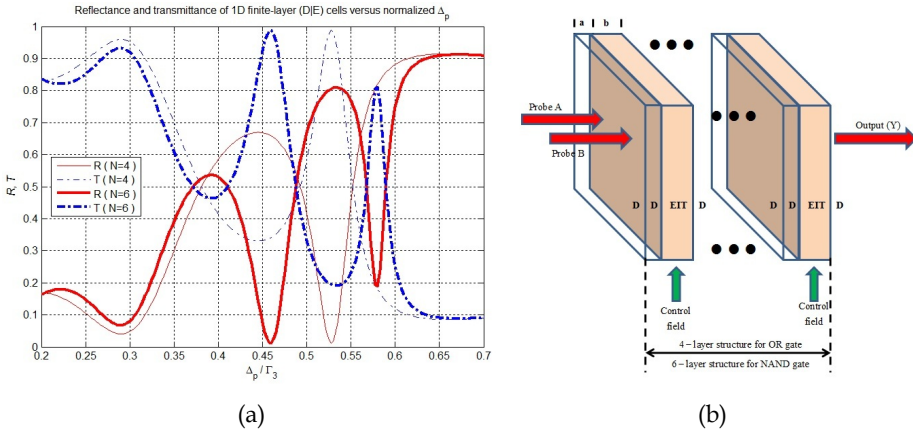 Reflectance and transmittance of 1D finite-layer (D|E) cells versus normalized Δp
1
0.9
0.8
0.7
0.6
0.5
0.4
0.3
0.2
0.1
0
R, T
R ( N=4 )
T ( N=4 )
R ( N=6 )
T ( N=6 )
0.2 0.25 0.3 0.35 0.4 0.45 0.5 0.55 0.6 0.65 0.7
Δp / Γ3
(a)
a b
Probe A
Probe B
Output (Y)
D D EIT D D D EIT D
Control
field
Control
field
4 – layer structure for OR gate
6 – layer structure for NAND gate
(b)